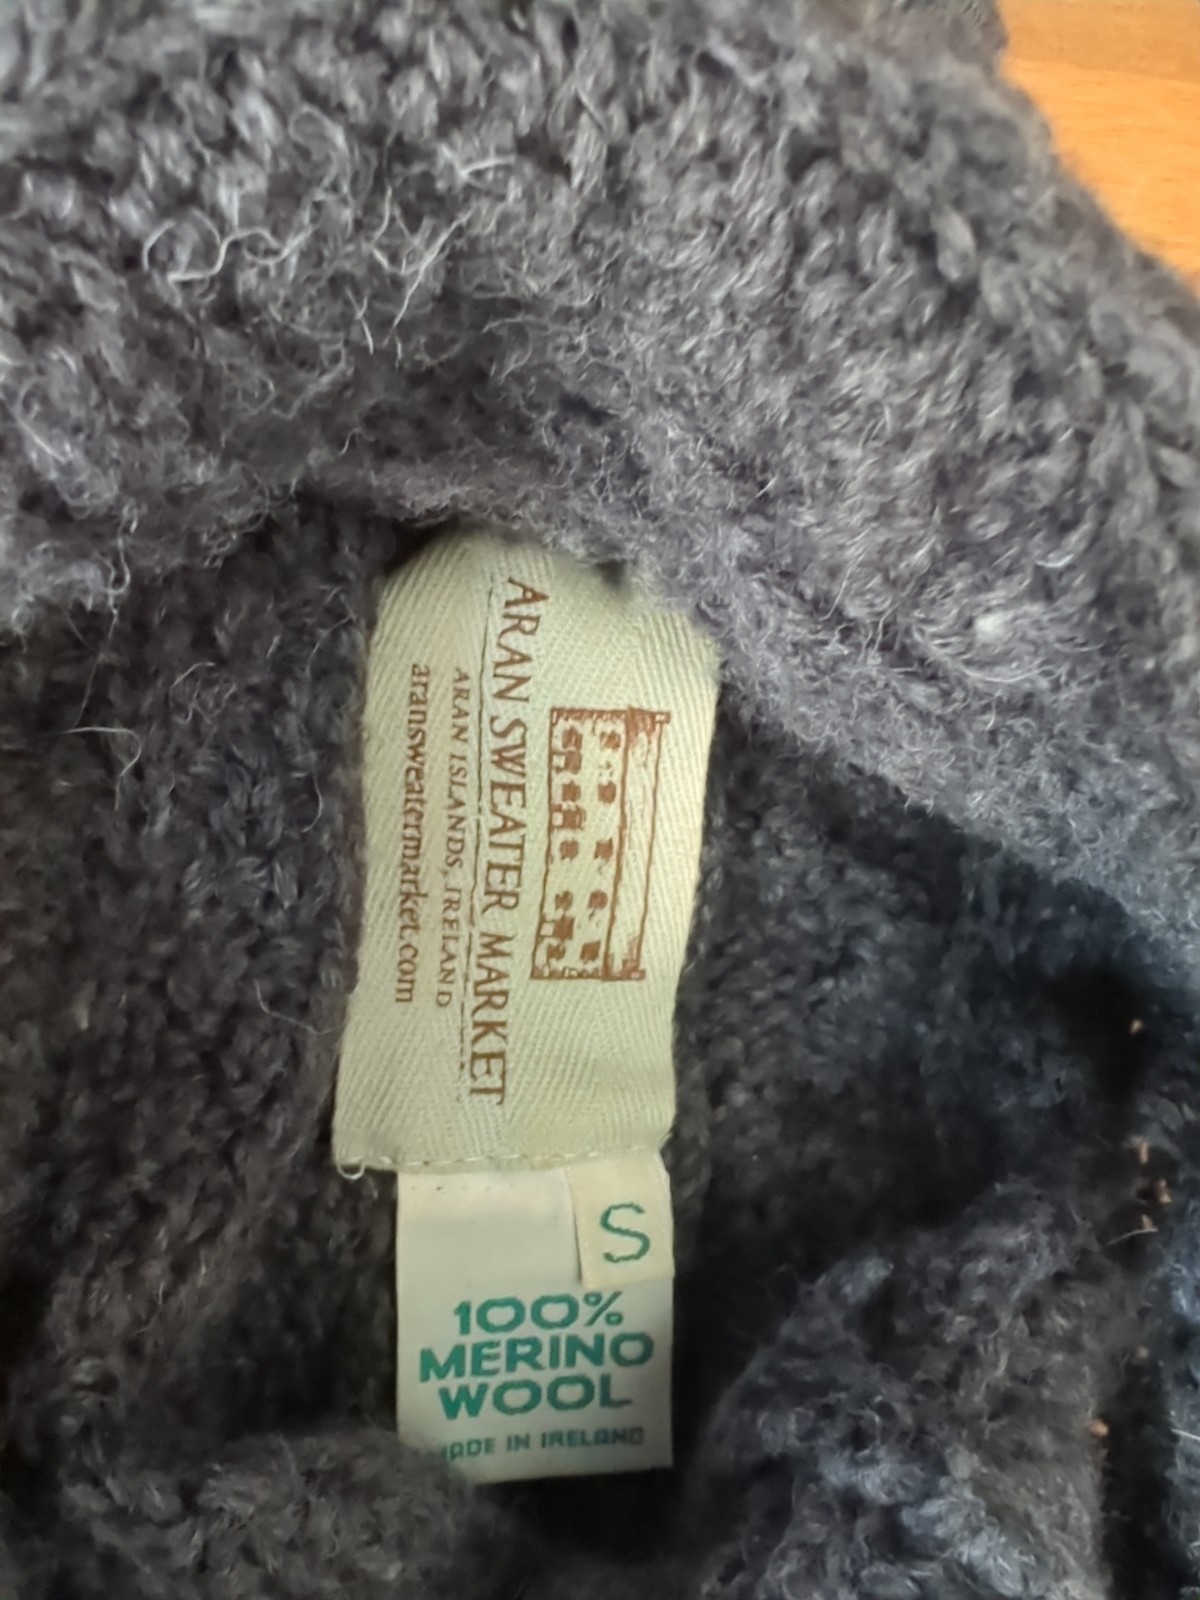 ARAN SWEATER MARKET
ARAN ISLANDS, IRELAND
aransweatermarket.com
S
100%
MERINO
WOOL
MADE IN IRELAND